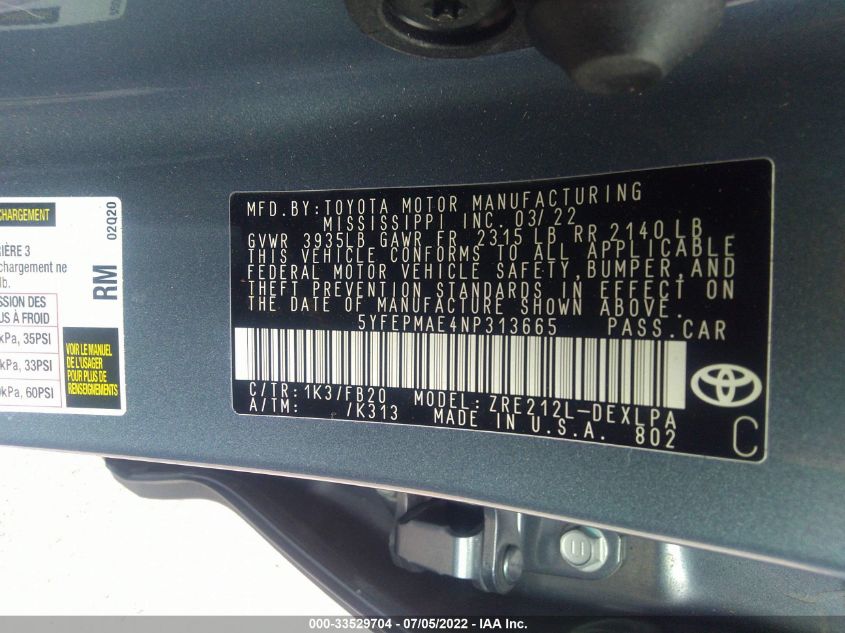 MFD.BY:TOYOTA MOTOR MANUFACTURING
MISSISSIPPI INC. 03/22
GVWR 3935LB GAWR FR 2315 LB RR 2140 LB
THIS VEHICLE CONFORMS TO ALL APPLICABLE
FEDERAL MOTOR VEHICLE SAFETY,BUMPER,AND
THEFT PREVENTION STANDARDS IN EFFECT ON
THE DATE OF MANUFACTURE SHOWN ABOVE.
5YFEPMAE4NP313665 PASS.CAR
C/TR:1K3/FB20 MODEL:ZRE212L-DEXLPA
A/TM: /K313 MADE IN U.S.A. 802
C
TOYOTA
CHARGEMENT
02Q20
RM
IÈRE 3
chargement ne
lb.
SSION DES
US À FROID
kPa, 35PSI
kPa, 33PSI
kPa, 60PSI
VOIR LE MANUEL
DE L'USAGER
POUR PLUS DE
RENSEIGNEMENTS
U
000-33529704 - 07/05/2022 - IAA Inc.